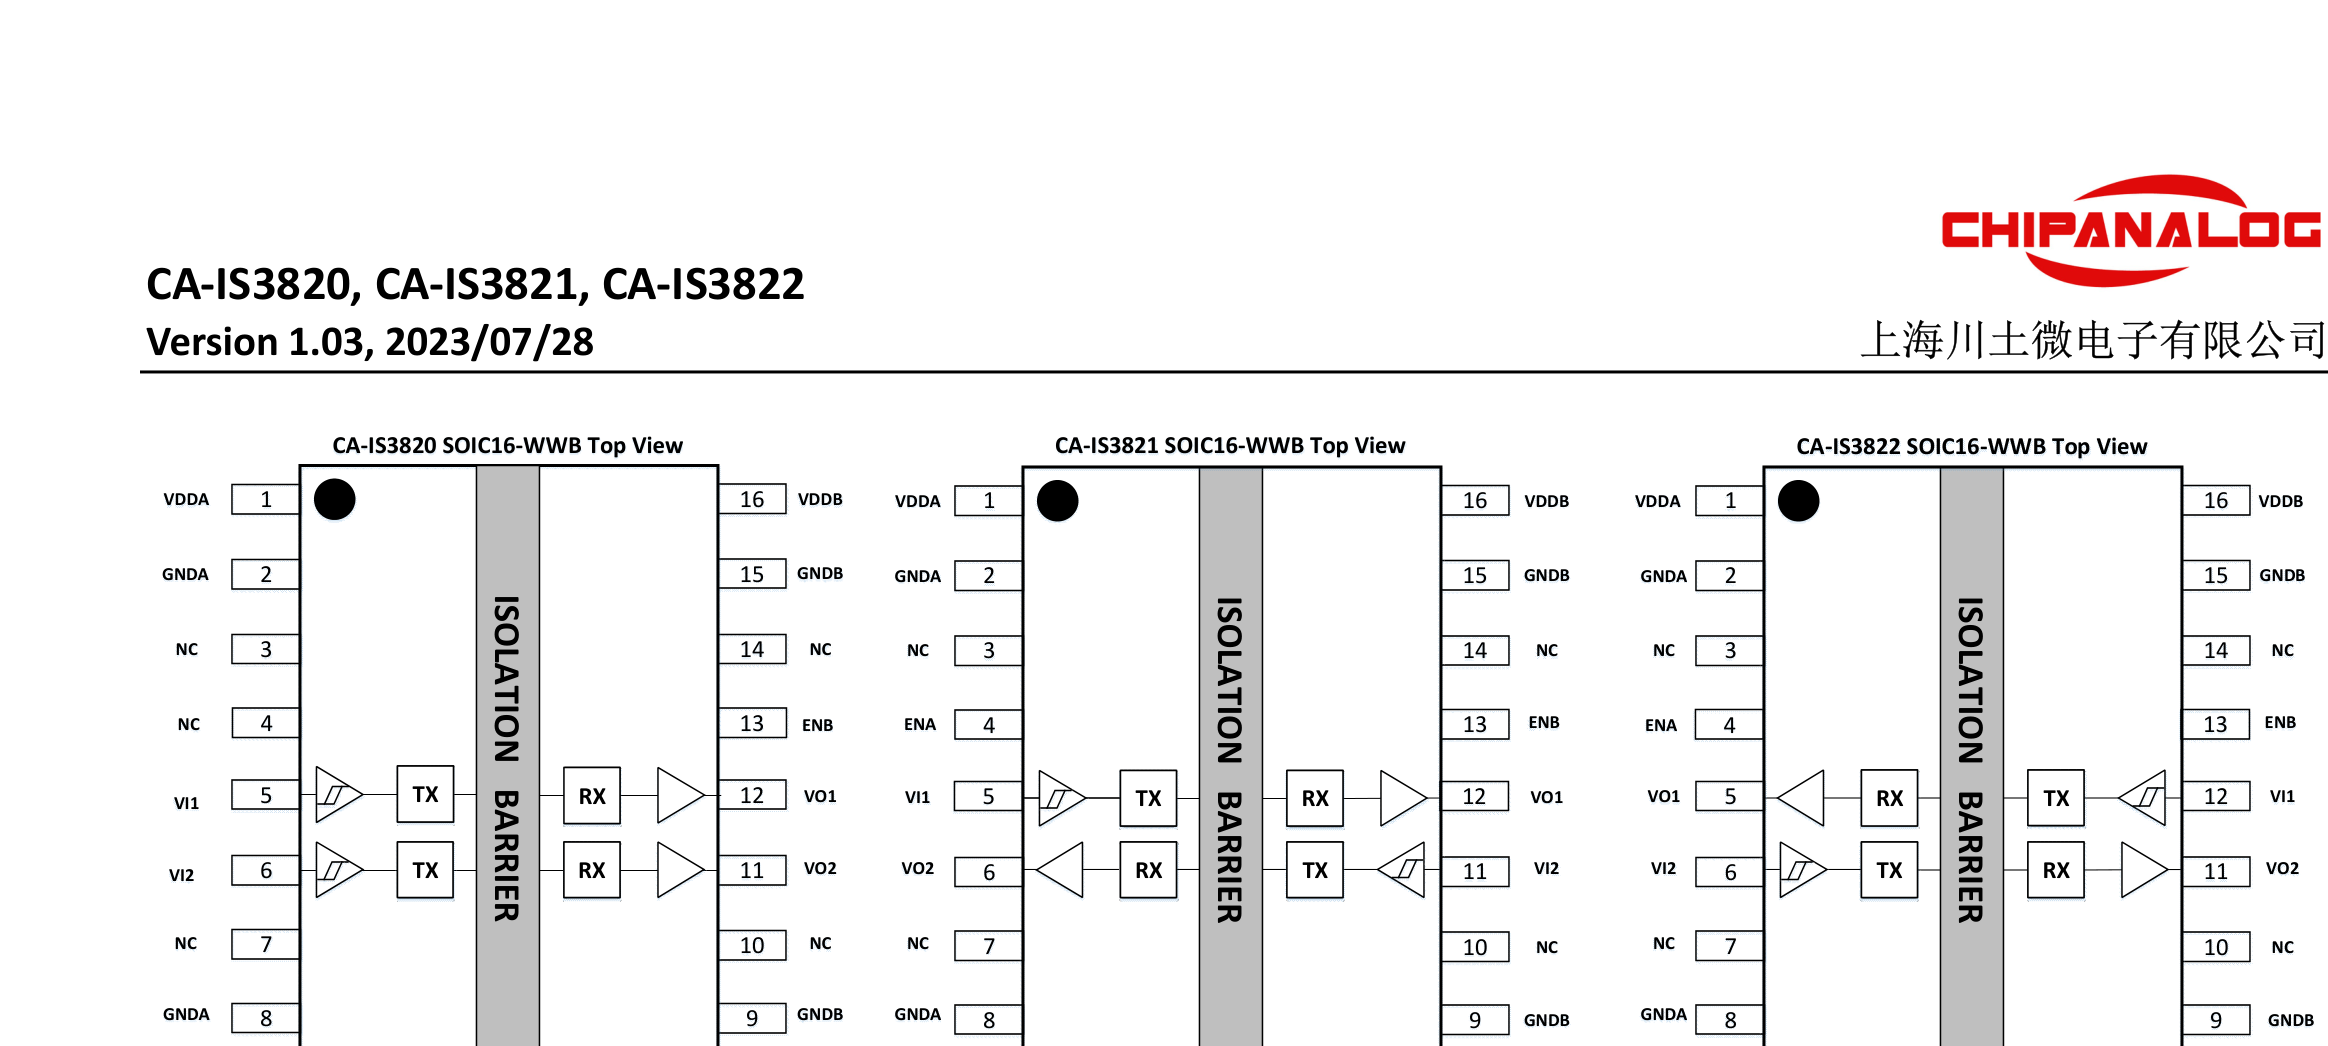 CHIPANALOG
CA-IS3820, CA-IS3821, CA-IS3822
Version 1.03, 2023/07/28
上海川土微电子有限公司
CA-IS3820 SOIC16-WWB Top View
VDDA 1 16 VDDB
GNDA 2 15 GNDB
NC 3 14 NC
NC 4 13 ENB
VI1 5 TX RX 12 VO1
VI2 6 TX RX 11 VO2
NC 7 10 NC
GNDA 8 9 GNDB
ISOLATION BARRIER
CA-IS3821 SOIC16-WWB Top View
VDDA 1 16 VDDB
GNDA 2 15 GNDB
NC 3 14 NC
ENA 4 13 ENB
VI1 5 TX RX 12 VO1
VO2 6 RX TX 11 VI2
NC 7 10 NC
GNDA 8 9 GNDB
ISOLATION BARRIER
CA-IS3822 SOIC16-WWB Top View
VDDA 1 16 VDDB
GNDA 2 15 GNDB
NC 3 14 NC
ENA 4 13 ENB
VO1 5 RX TX 12 VI1
VI2 6 TX RX 11 VO2
NC 7 10 NC
GNDA 8 9 GNDB
ISOLATION BARRIER